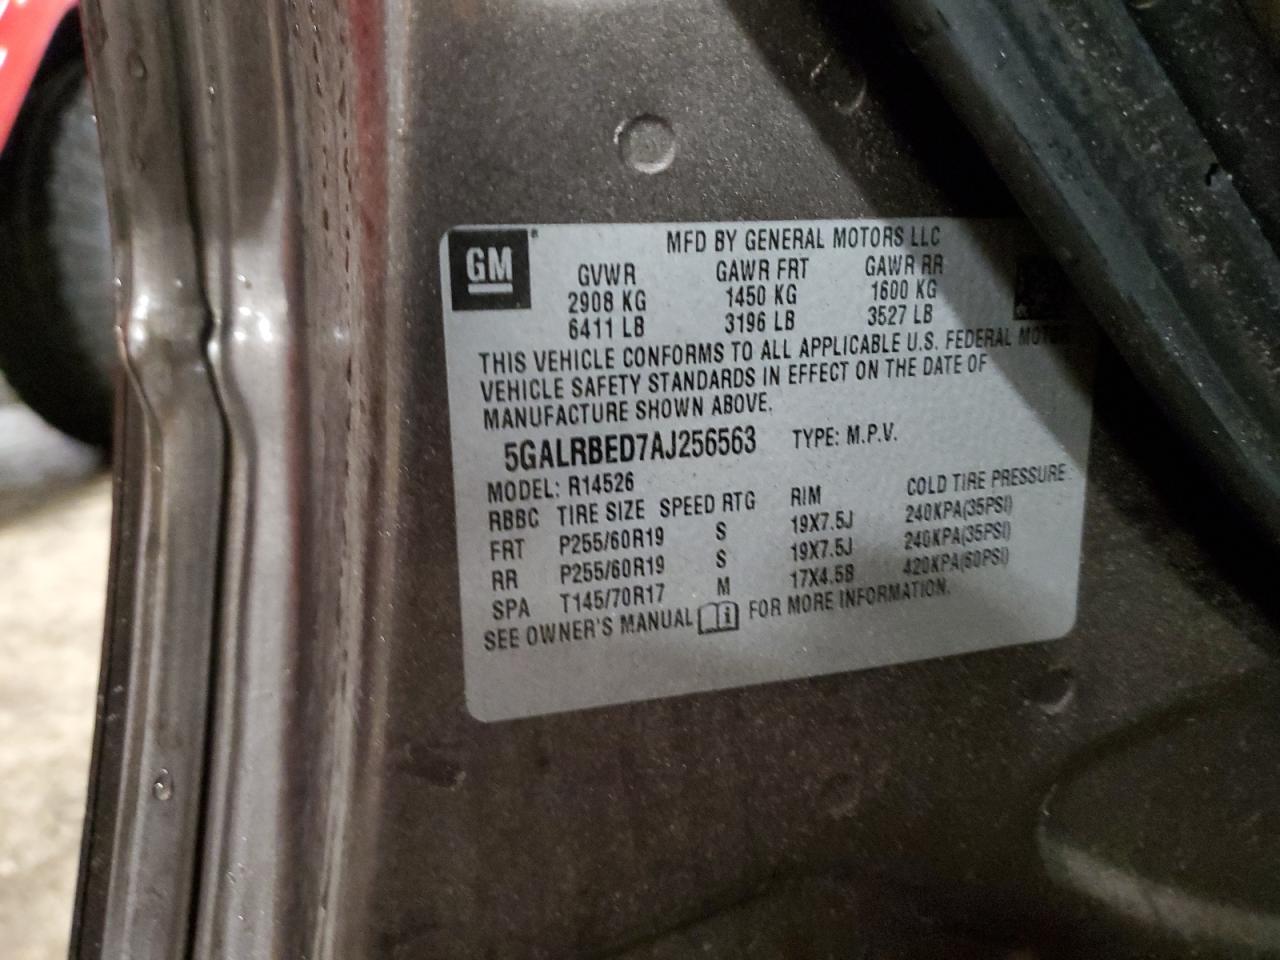 GM
MFD BY GENERAL MOTORS LLC
GVWR GAWR FRT GAWR RR
2908 KG 1450 KG 1600 KG
6411 LB 3196 LB 3527 LB
THIS VEHICLE CONFORMS TO ALL APPLICABLE U.S. FEDERAL MOTOR
VEHICLE SAFETY STANDARDS IN EFFECT ON THE DATE OF
MANUFACTURE SHOWN ABOVE.
5GALRBED7AJ256563 TYPE: M.P.V.
MODEL: R14526
RBBC TIRE SIZE SPEED RTG RIM COLD TIRE PRESSURE
FRT P255/60R19 S 19X7.5J 240KPA(35PSI)
RR P255/60R19 S 19X7.5J 240KPA(35PSI)
SPA T145/70R17 M 17X4.5B 420KPA(60PSI)
SEE OWNER'S MANUAL FOR MORE INFORMATION.